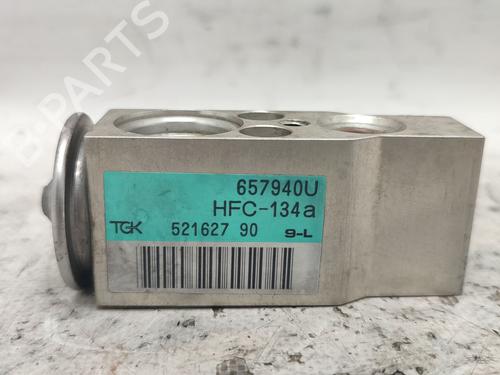 B-PARTS
657940U
HFC-134a
TGK 521627 90 9-L